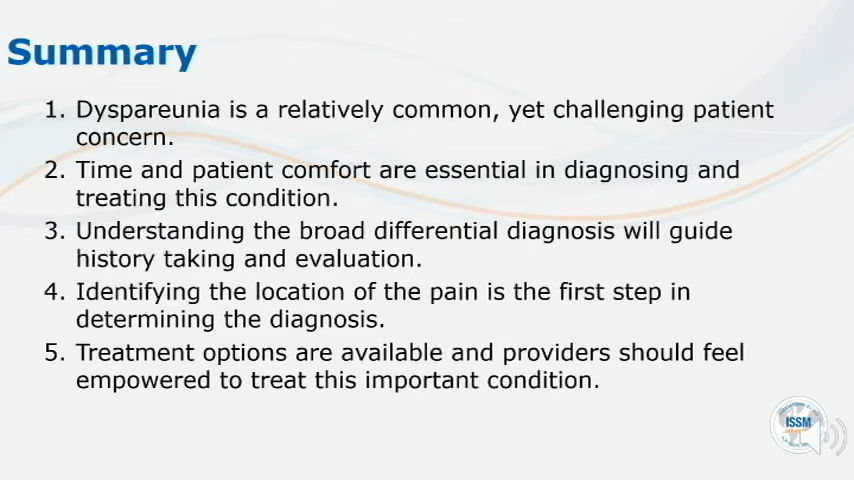 Summary
1. Dyspareunia is a relatively common, yet challenging patient
concern.
2. Time and patient comfort are essential in diagnosing and
treating this condition.
3. Understanding the broad differential diagnosis will guide
history taking and evaluation.
4. Identifying the location of the pain is the first step in
determining the diagnosis.
5. Treatment options are available and providers should feel
empowered to treat this important condition.
ISSM